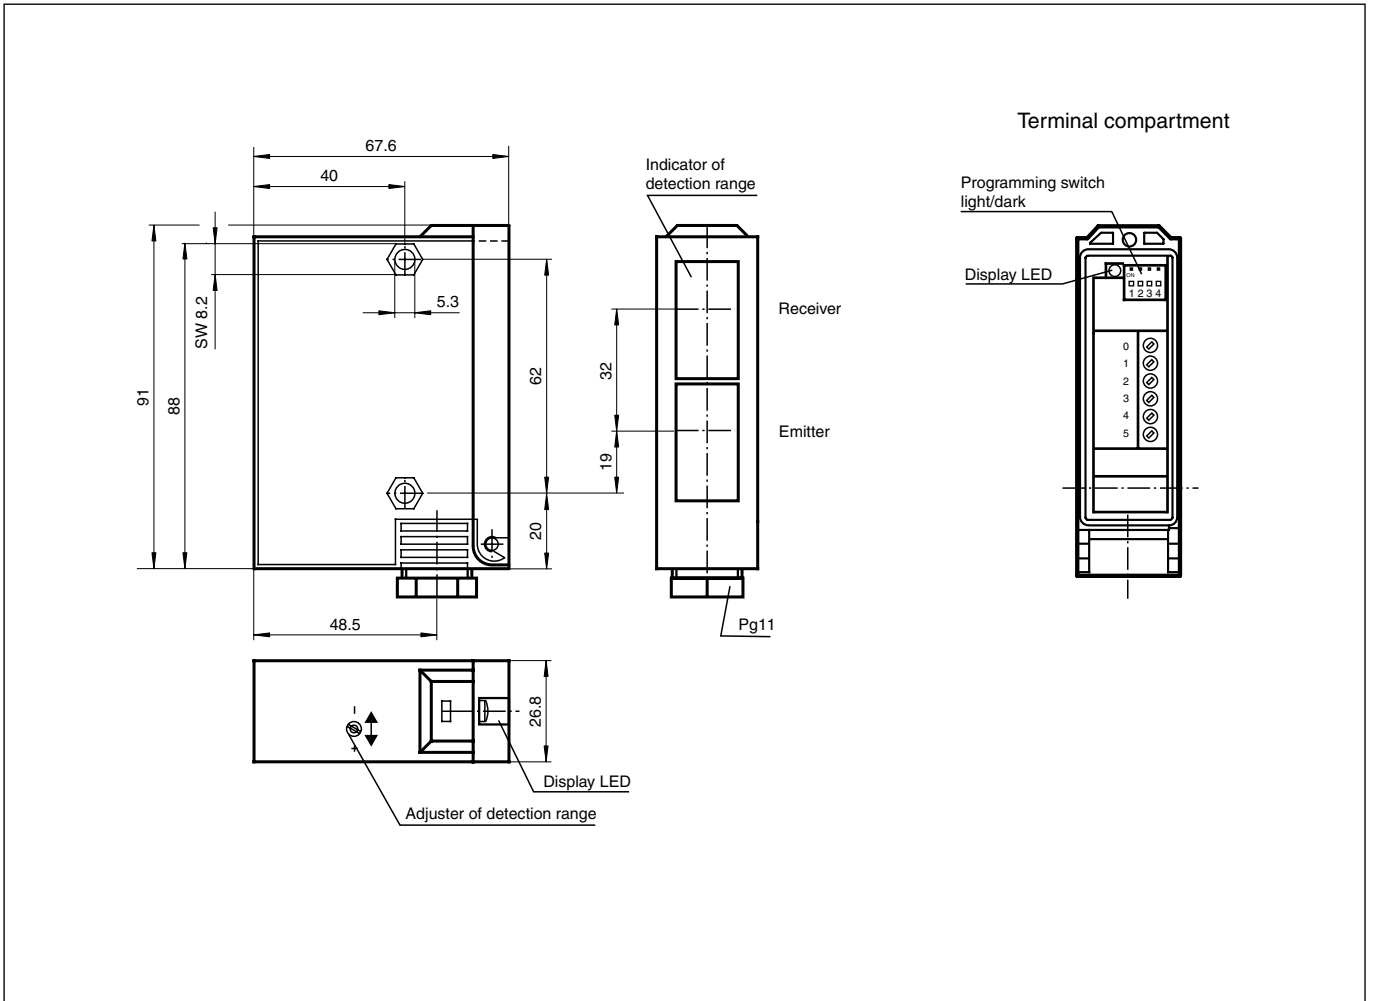 Terminal compartment
67.6
40
Indicator of
detection range
Programming switch
light/dark
Display LED
ON
1 2 3 4
SW 8.2
5.3
Receiver
91
88
62
32
0
1
2
3
4
5
Emitter
19
20
48.5
Pg11
26.8
–
+
Display LED
Adjuster of detection range